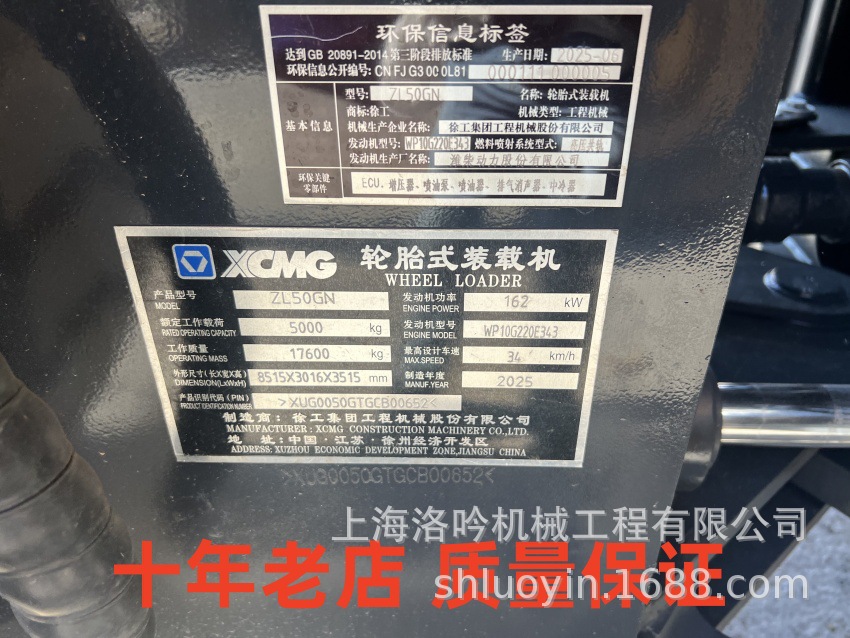 环保信息标签
达到GB 20891-2014 第三阶段排放标准 生产日期: 2025-06
环保信息公开编号: CN FJ G3 00 0L81 000111 000005
型号: ZL50GN 名称: 轮胎式装载机
商标: 徐工 机械类型: 工程机械
基本信息
机械生产企业名称: 徐工集团工程机械股份有限公司
发动机型号: WP10G220E343 燃料喷射系统型式: 高压共轨
发动机生产厂名称: 潍柴动力股份有限公司
环保关键零部件
ECU、增压器、喷油泵、喷油器、排气消声器、中冷器
XCMG 轮胎式装载机
WHEEL LOADER
产品型号 ZL50GN 发动机功率 162 kW
MODEL ENGINE POWER
额定工作载荷 5000 kg 发动机型号 WP10G220E343
RATED OPERATING CAPACITY ENGINE MODEL
工作质量 17600 kg 最高设计车速 34 km/h
OPERATING MASS MAX.SPEED
外形尺寸(长X宽X高) 8515X3016X3515 mm 制造年度 2025
DIMENSION(LxWxH) MANUF.YEAR
产品识别代码(PIN) >XUG0050GTGCB00652<
PRODUCT IDENTIFICATION NUMBER
制造商: 徐工集团工程机械股份有限公司
MANUFACTURER: XCMG CONSTRUCTION MACHINERY CO.,LTD.
地 址: 中国·江苏·徐州经济开发区
ADDRESS: XUZHOU ECONOMIC DEVELOPMENT ZONE,JIANGSU CHINA
>XUG0050GTGCB00652<
上海洛吟机械工程有限公司
十年老店 质量保证
shluoyin.1688.com